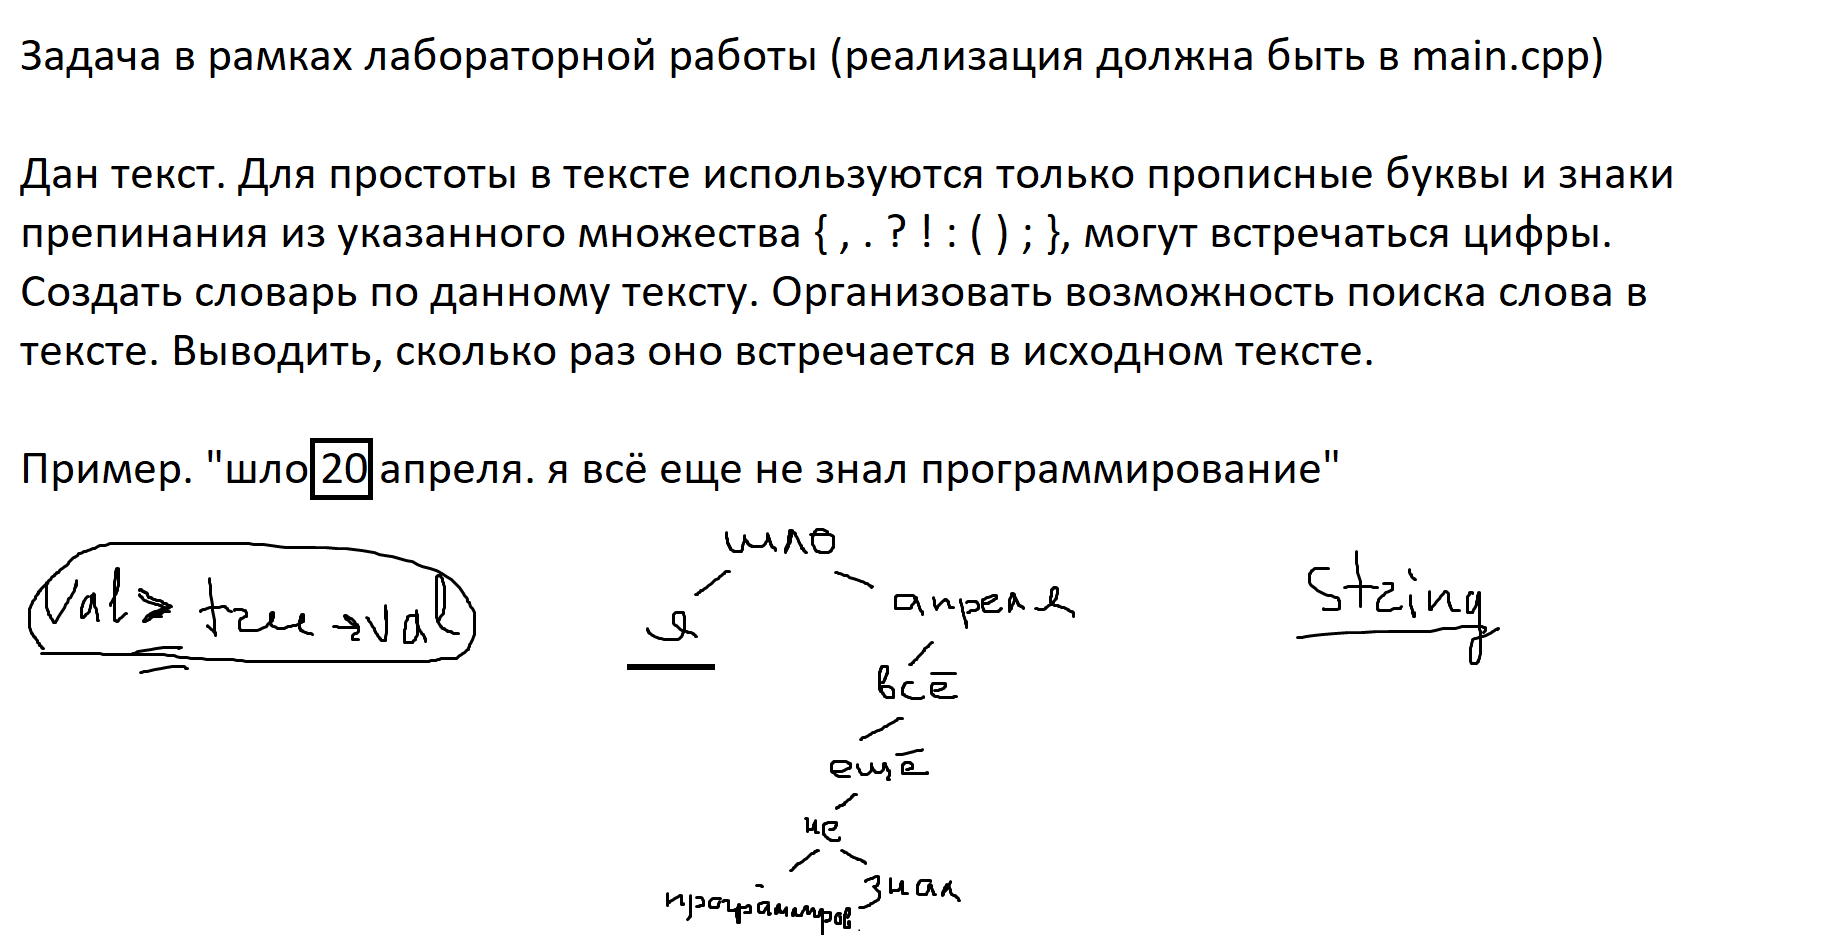 Задача в рамках лабораторной работы (реализация должна быть в main.cpp)
Дан текст. Для простоты в тексте используются только прописные буквы и знаки
препинания из указанного множества { , . ? ! : ( ) ; }, могут встречаться цифры.
Создать словарь по данному тексту. Организовать возможность поиска слова в
тексте. Выводить, сколько раз оно встречается в исходном тексте.
Пример. "шло 20 апреля. я всё еще не знал программирование"
шло
Val > tree → val
я
апреля
String
всё
ещё
не
знал